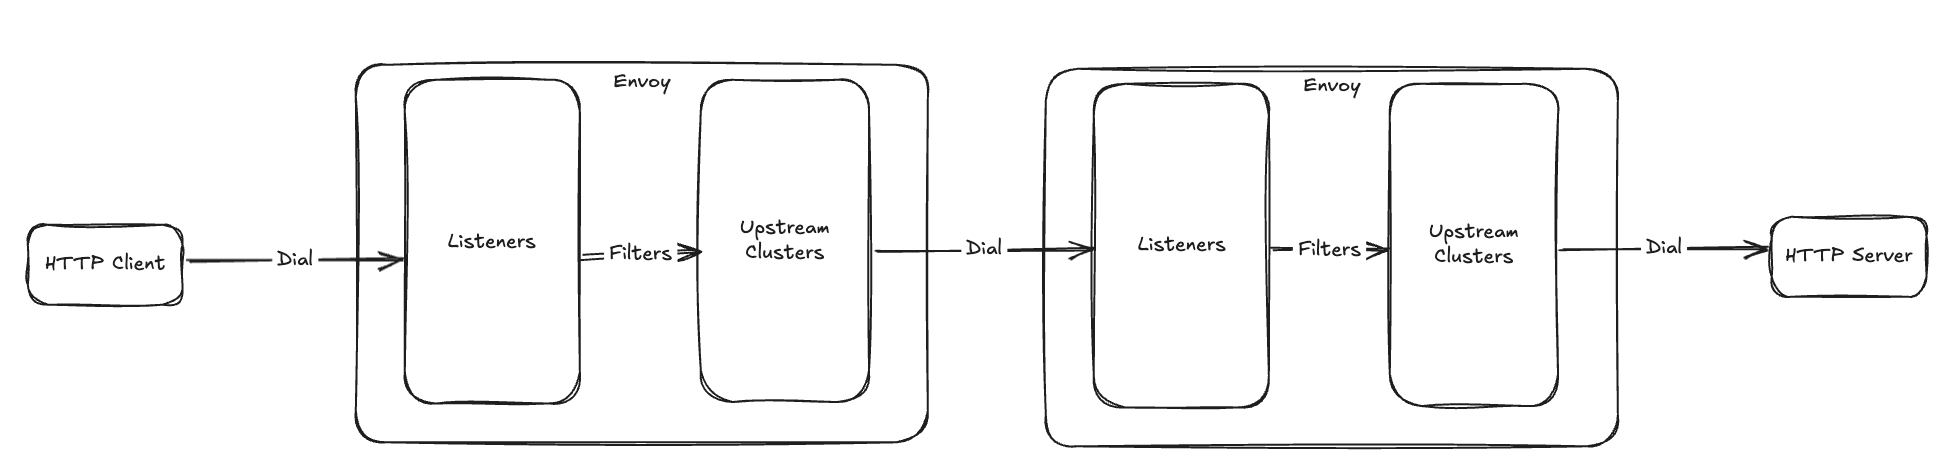 Envoy
Envoy
HTTP Client
Dial
Listeners
Filters
Upstream
Clusters
Dial
Listeners
Filters
Upstream
Clusters
Dial
HTTP Server